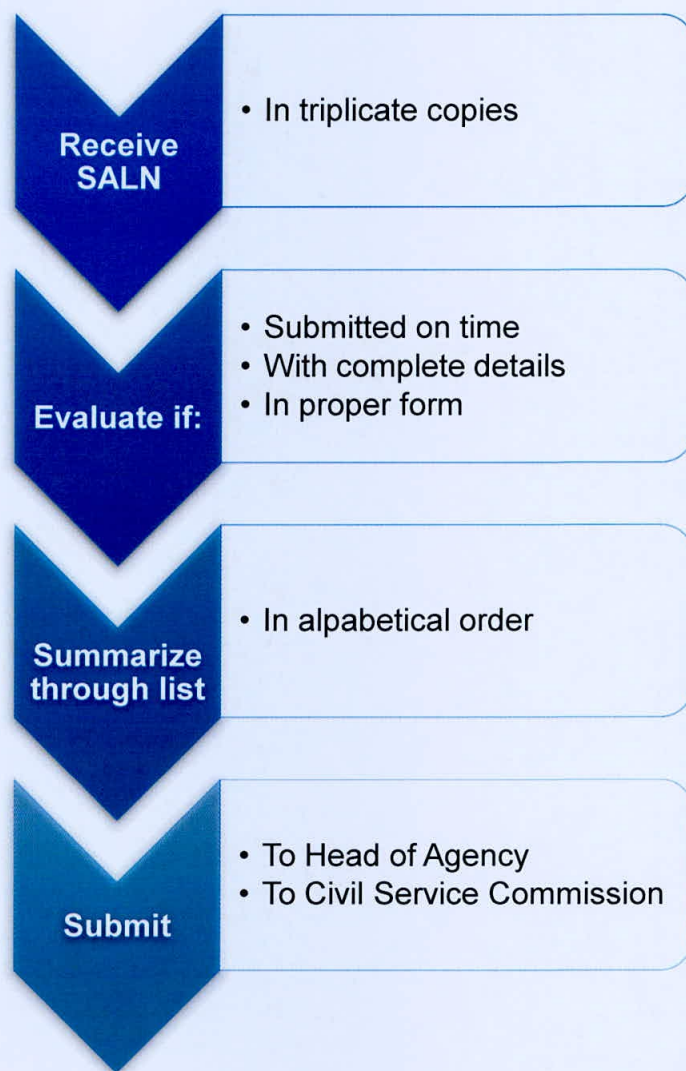 Receive
SALN
• In triplicate copies
Evaluate if:
• Submitted on time
• With complete details
• In proper form
Summarize
through list
• In alpabetical order
Submit
• To Head of Agency
• To Civil Service Commission